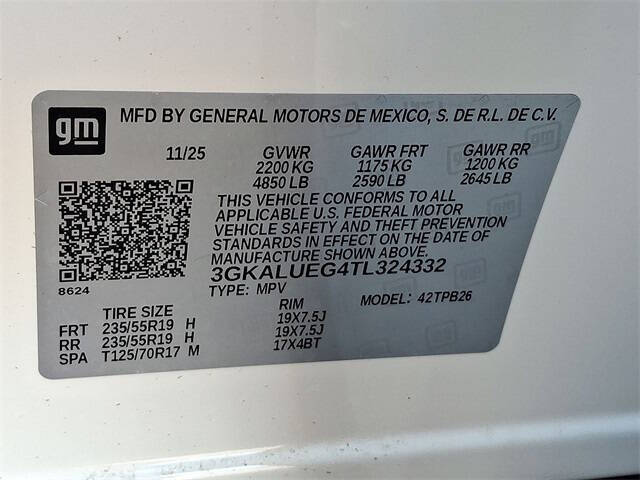 gm
MFD BY GENERAL MOTORS DE MEXICO, S. DE R.L. DE C.V.
11/25 GVWR GAWR FRT GAWR RR
2200 KG 1175 KG 1200 KG
4850 LB 2590 LB 2645 LB
THIS VEHICLE CONFORMS TO ALL
APPLICABLE U.S. FEDERAL MOTOR
VEHICLE SAFETY AND THEFT PREVENTION
STANDARDS IN EFFECT ON THE DATE OF
MANUFACTURE SHOWN ABOVE.
3GKALUEG4TL324332
8624
TYPE: MPV MODEL: 42TPB26
TIRE SIZE RIM
FRT 235/55R19 H 19X7.5J
RR 235/55R19 H 19X7.5J
SPA T125/70R17 M 17X4BT